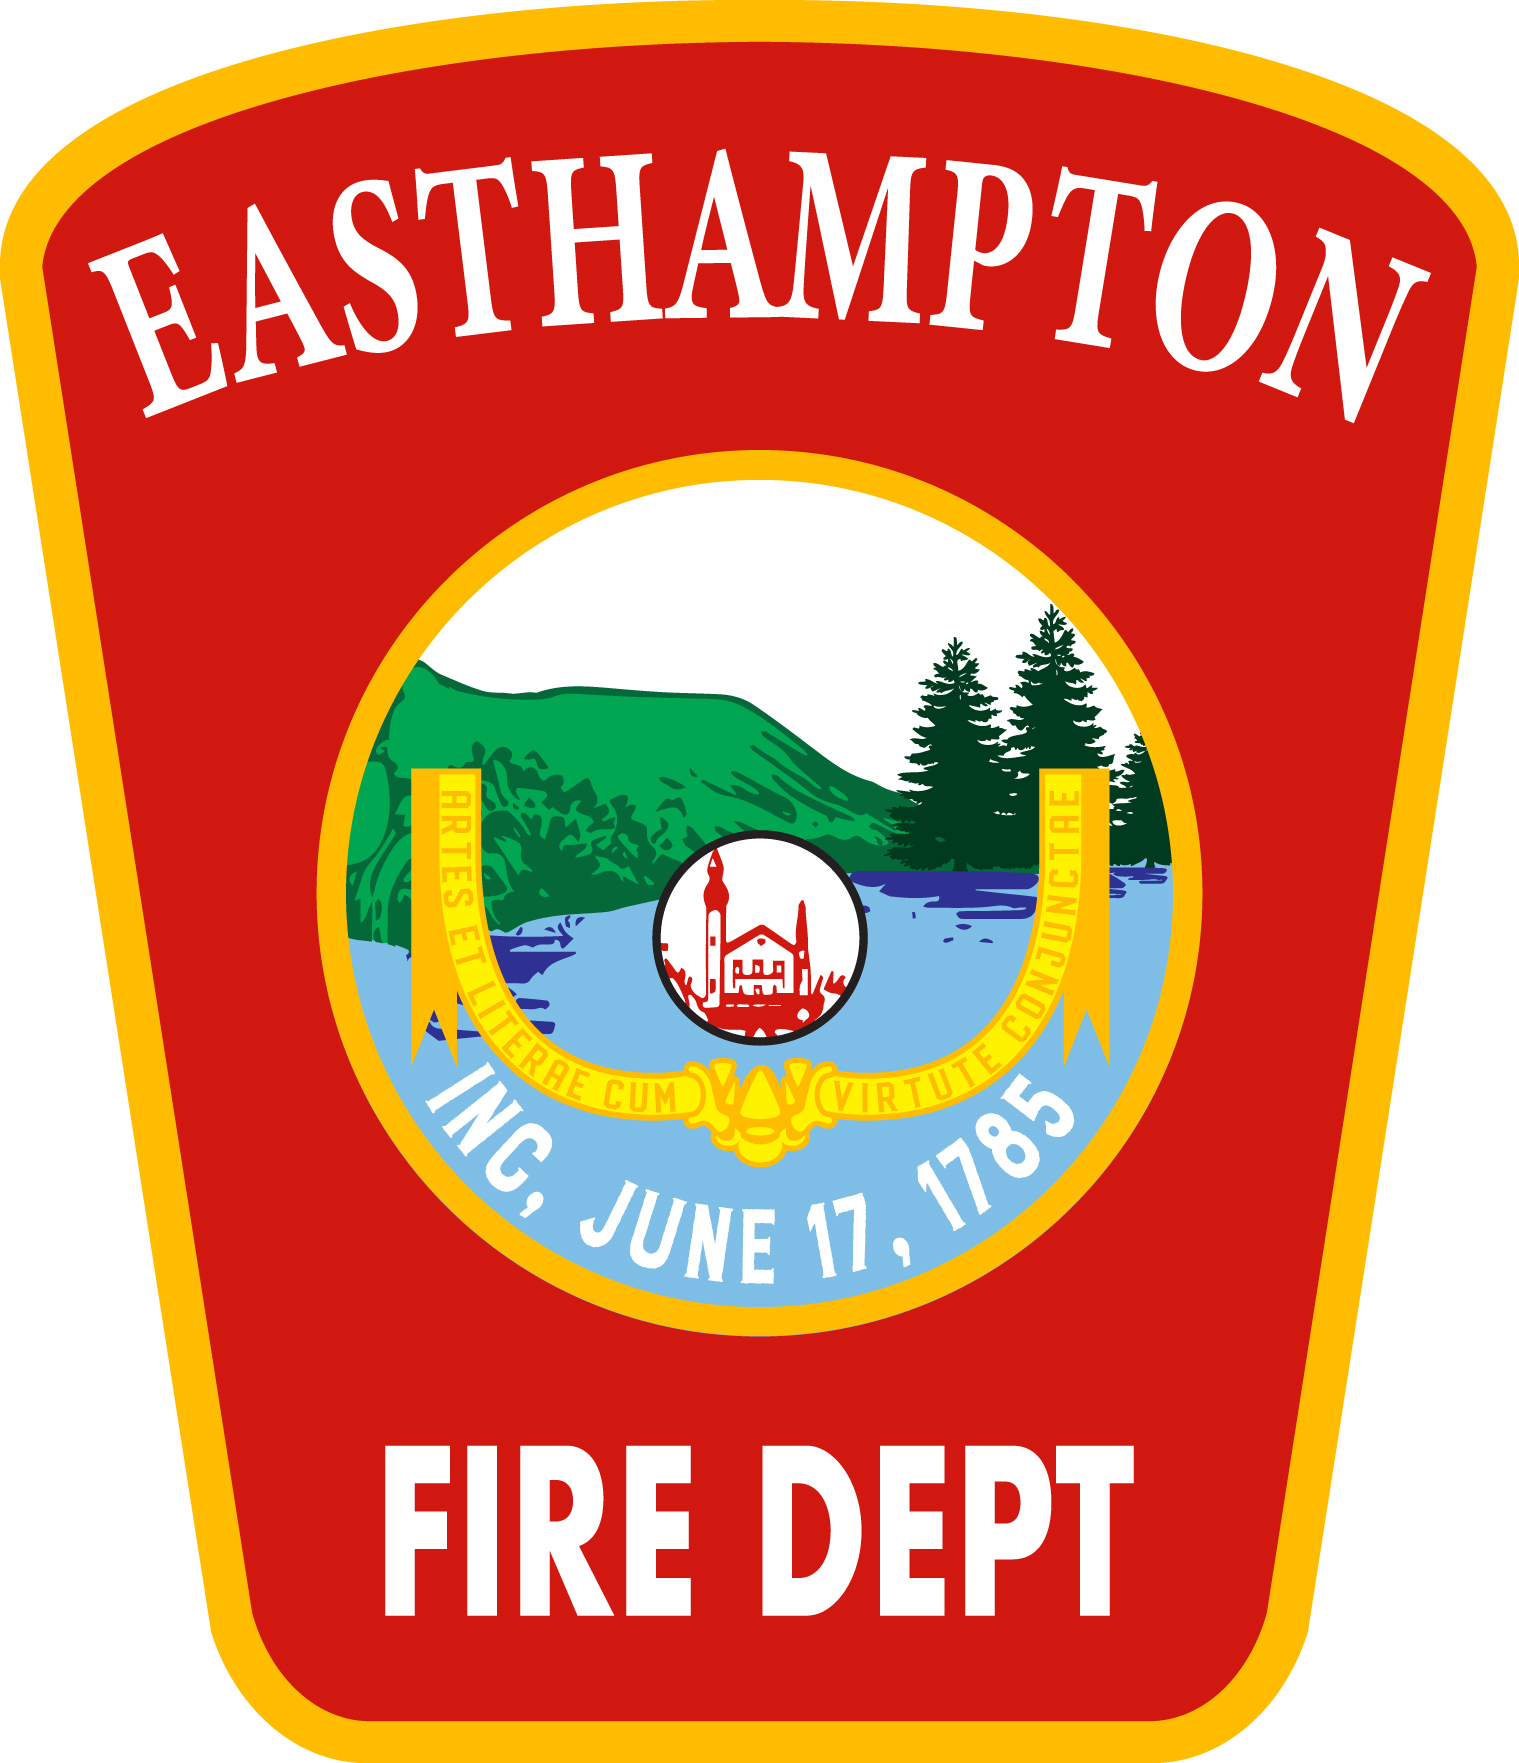 EASTHAMPTON
ARTES ET LITERAE CUM VIRTUTE CONJUNCTAE
INC, JUNE 17, 1785
FIRE DEPT